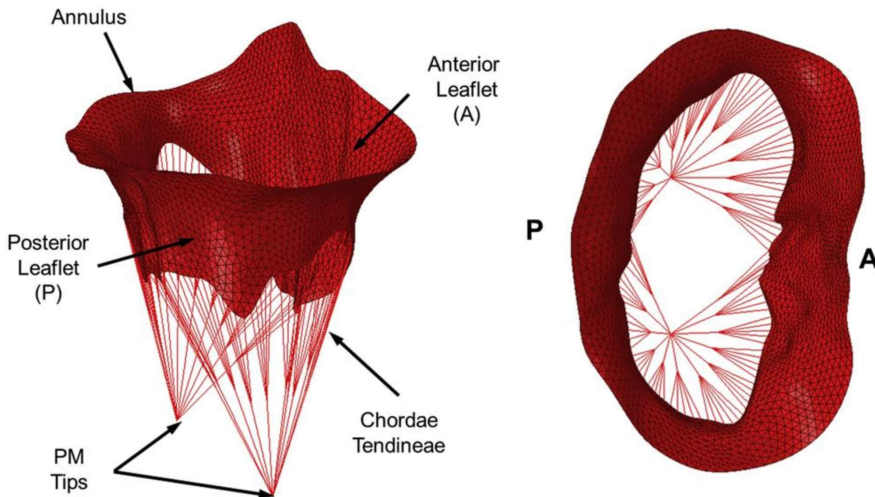 Annulus
Anterior
Leaflet
(A)
Posterior
Leaflet
(P)
Chordae
Tendineae
PM
Tips
P
A